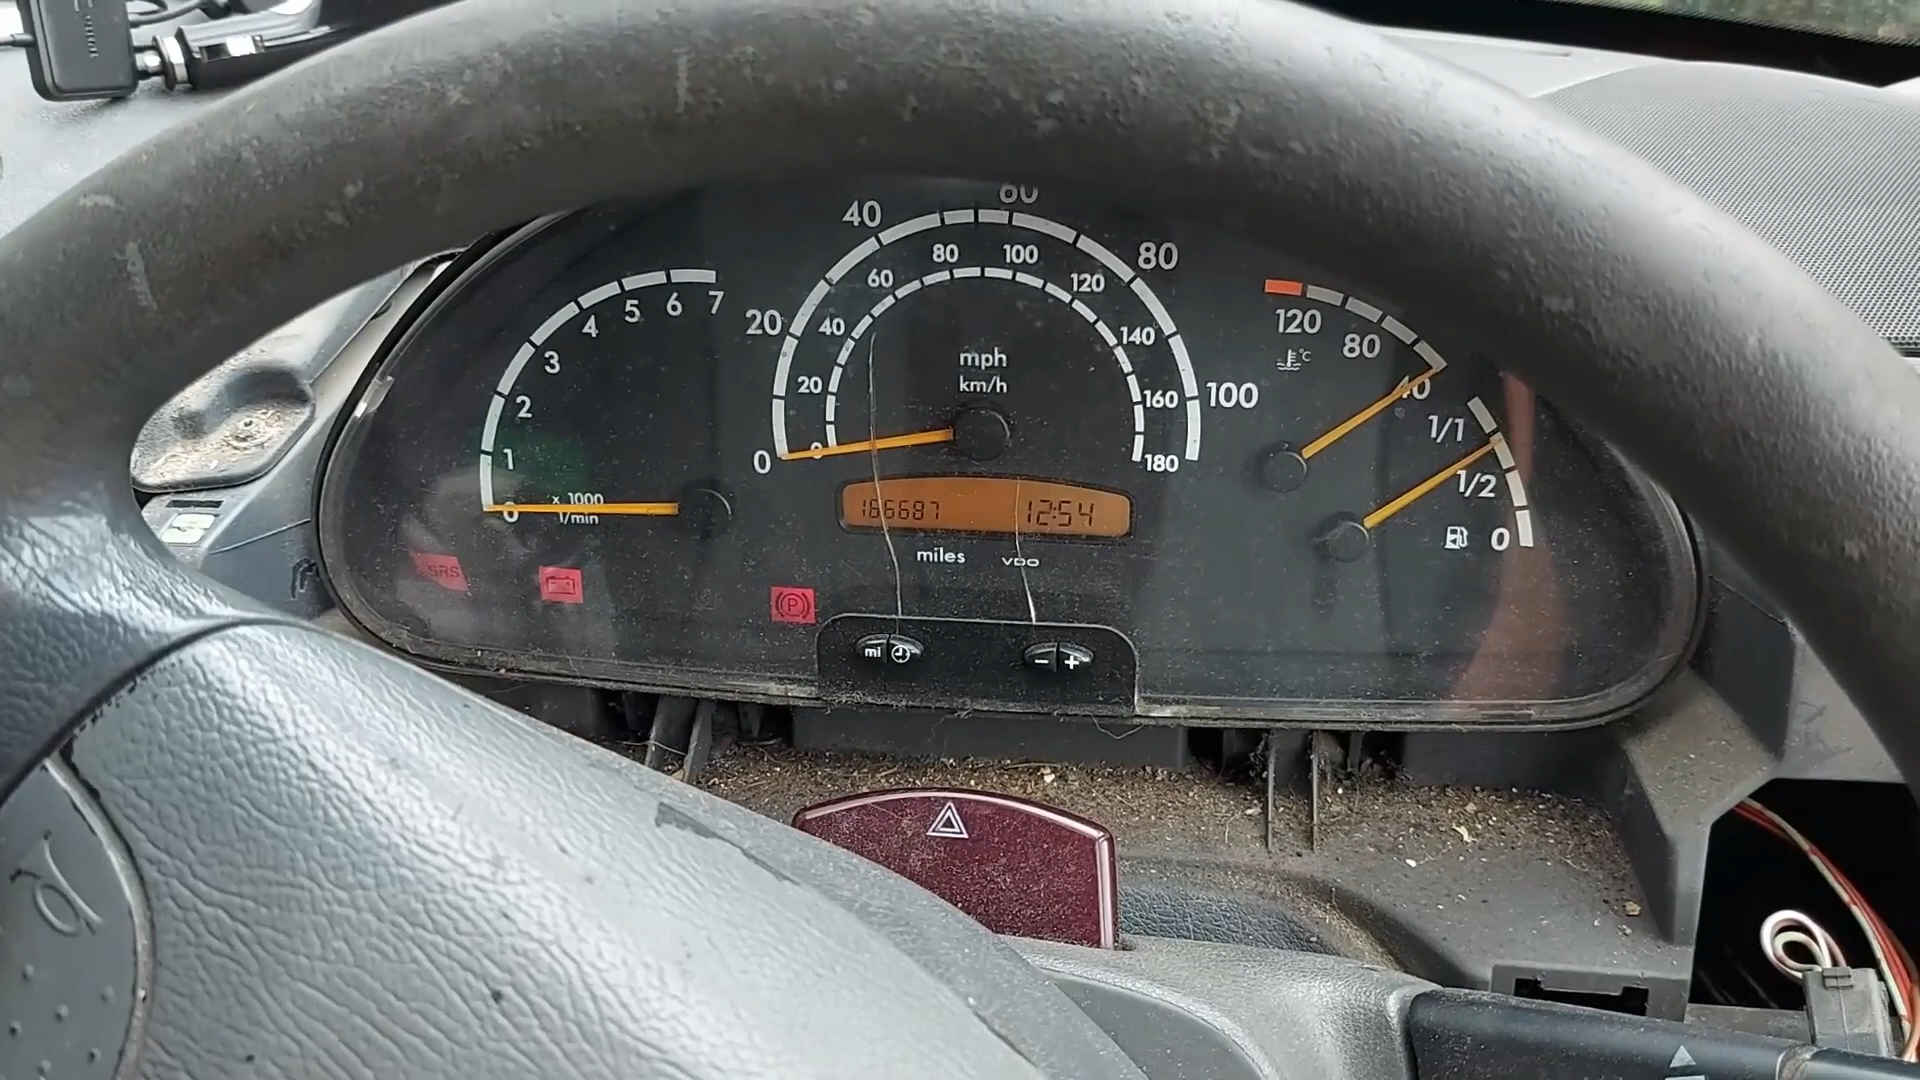 0 1 2 3 4 5 6 7
x 1000
1/min
0 20 40 60 80 100
0 20 40 60 80 100 120 140 160 180
mph
km/h
186687 12:54
miles VDO
120 80 40
°C
1/1
1/2
0
SRS
P
mi - +